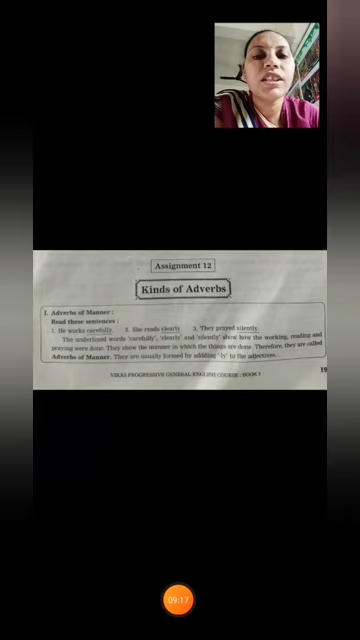 Assignment 12
Kinds of Adverbs
I. Adverbs of Manner :
Read these sentences :
1. He works carefully. 2. She reads clearly. 3. They prayed silently.
The underlined words 'carefully', 'clearly' and 'silently' show how the working, reading and
praying were done. They show the manner in which the things are done. Therefore, they are called
Adverbs of Manner. They are usually formed by adding '-ly' to the adjectives.
VIKAS PROGRESSIVE GENERAL ENGLISH COURSE : BOOK 1
19
09:17